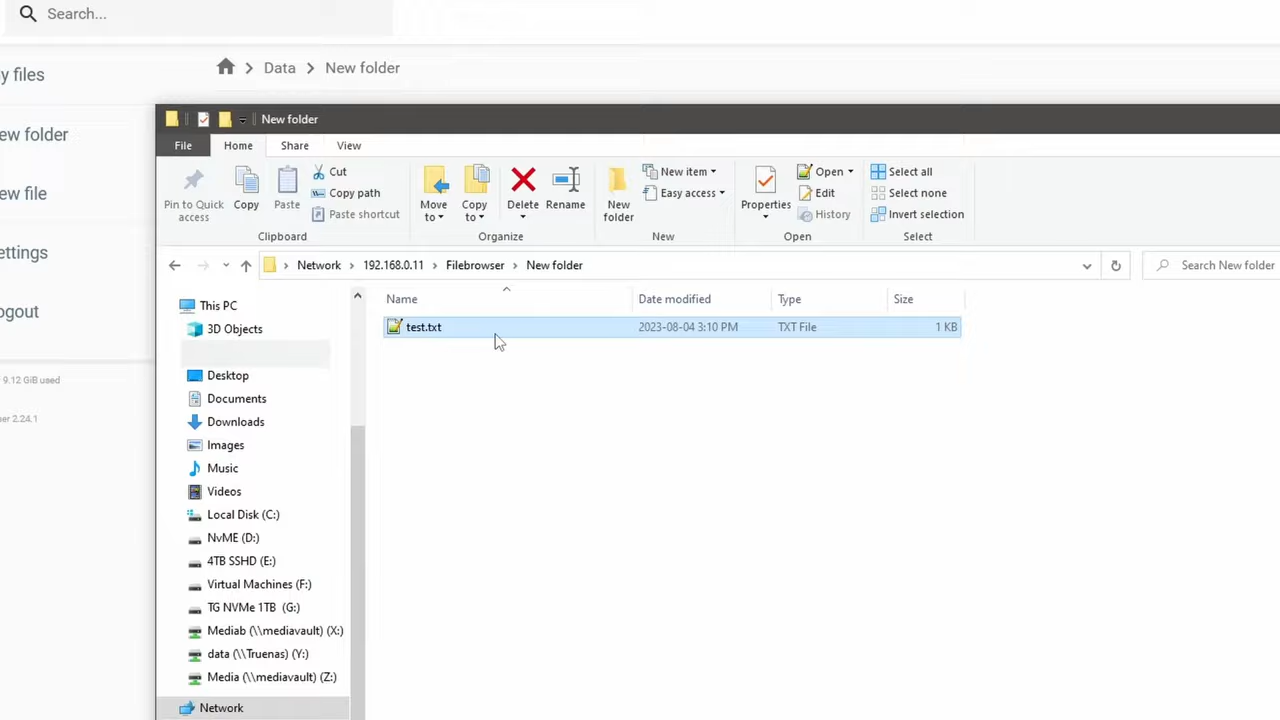 Search...
y files
Data
New folder
ew folder
ew file
ettings
ogout
9.12 GiB used
ser 2.24.1
New folder
File
Home
Share
View
Pin to Quick
access
Copy
Paste
Cut
Copy path
Paste shortcut
Clipboard
Move
to
Copy
to
Delete
Rename
Organize
New
folder
New item
Easy access
New
Properties
Open
Edit
History
Open
Select all
Select none
Invert selection
Select
Network
192.168.0.11
Filebrowser
New folder
Search New folder
Name
Date modified
Type
Size
test.txt
2023-08-04 3:10 PM
TXT File
1 KB
This PC
3D Objects
Desktop
Documents
Downloads
Images
Music
Videos
Local Disk (C:)
NvME (D:)
4TB SSHD (E:)
Virtual Machines (F:)
TG NVMe 1TB (G:)
Mediab (\\mediavault) (X:)
data (\\Truenas) (Y:)
Media (\\mediavault) (Z:)
Network